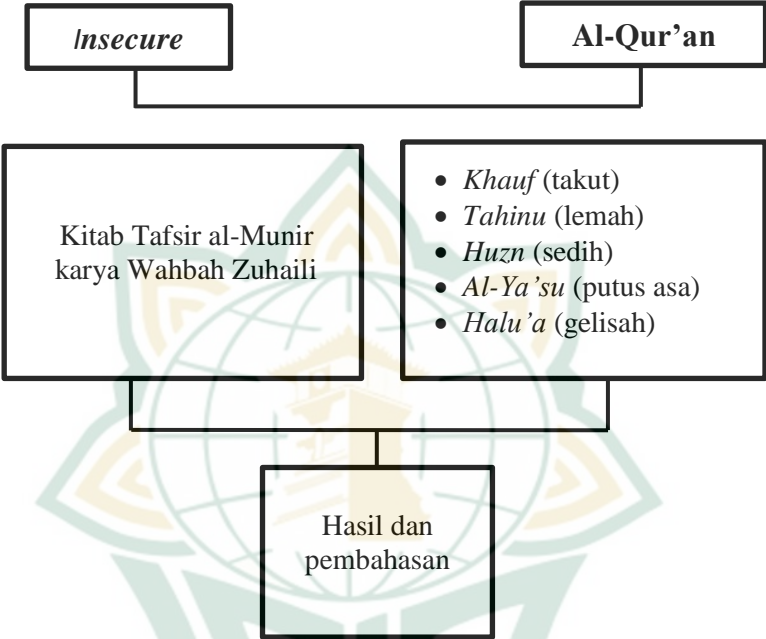 Insecure
Al-Qur’an
Kitab Tafsir al-Munir
karya Wahbah Zuhaili
• Khauf (takut)
• Tahinu (lemah)
• Huzn (sedih)
• Al-Ya’su (putus asa)
• Halu’a (gelisah)
Hasil dan
pembahasan